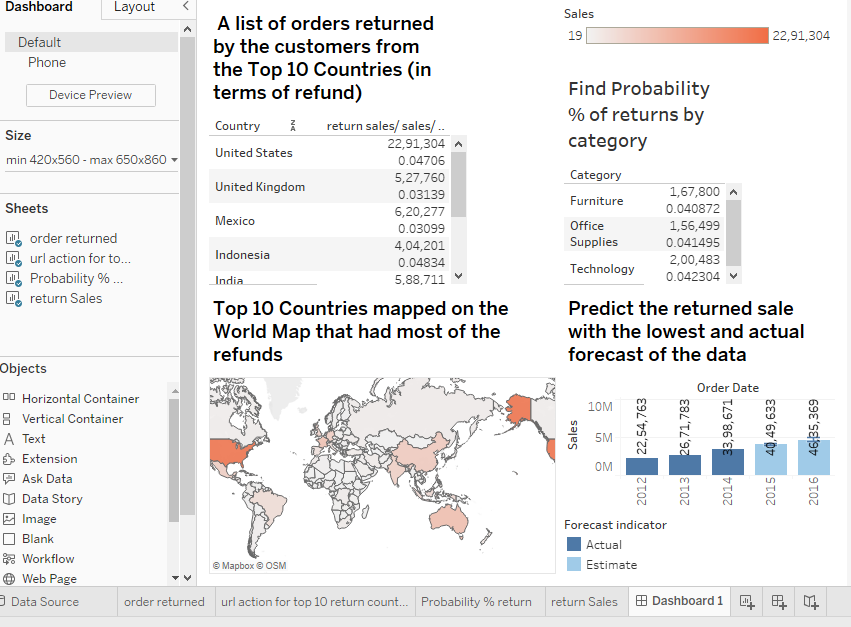 Dashboard
Layout
Default
Phone
Device Preview
Size
min 420x560 - max 650x860
Sheets
order returned
url action for to...
Probability % ...
return Sales
Objects
Horizontal Container
Vertical Container
A Text
Extension
Ask Data
Data Story
Image
Blank
Workflow
Web Page
A list of orders returned
by the customers from
the Top 10 Countries (in
terms of refund)
Country
return sales/ sales/ ..
United States
22,91,304
0.04706
United Kingdom
5,27,760
0.03139
Mexico
6,20,277
0.03099
Indonesia
4,04,201
0.04834
India
5,88,711
Sales
19
22,91,304
Find Probability
% of returns by
category
Category
Furniture
1,67,800
0.040872
Office
Supplies
1,56,499
0.041495
Technology
2,00,483
0.042304
Top 10 Countries mapped on the
World Map that had most of the
refunds
© Mapbox © OSM
Predict the returned sale
with the lowest and actual
forecast of the data
Order Date
Sales
10M
5M
0M
22,54,763
26,71,783
33,98,671
40,49,633
46,85,369
2012
2013
2014
2015
2016
Forecast indicator
Actual
Estimate
Data Source
order returned
url action for top 10 return count...
Probability % return
return Sales
Dashboard 1